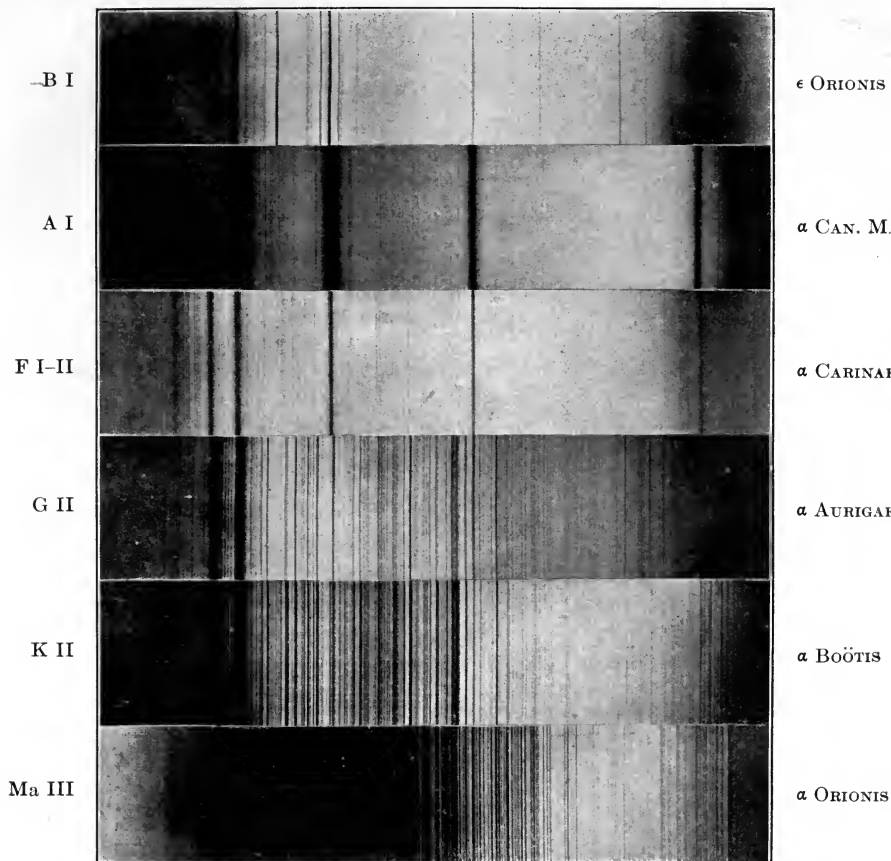 B I ε ORIONIS
A I α CAN. M
F I–II α CARINAE
G II α AURIGAE
K II α BOÖTIS
Ma III α ORIONIS